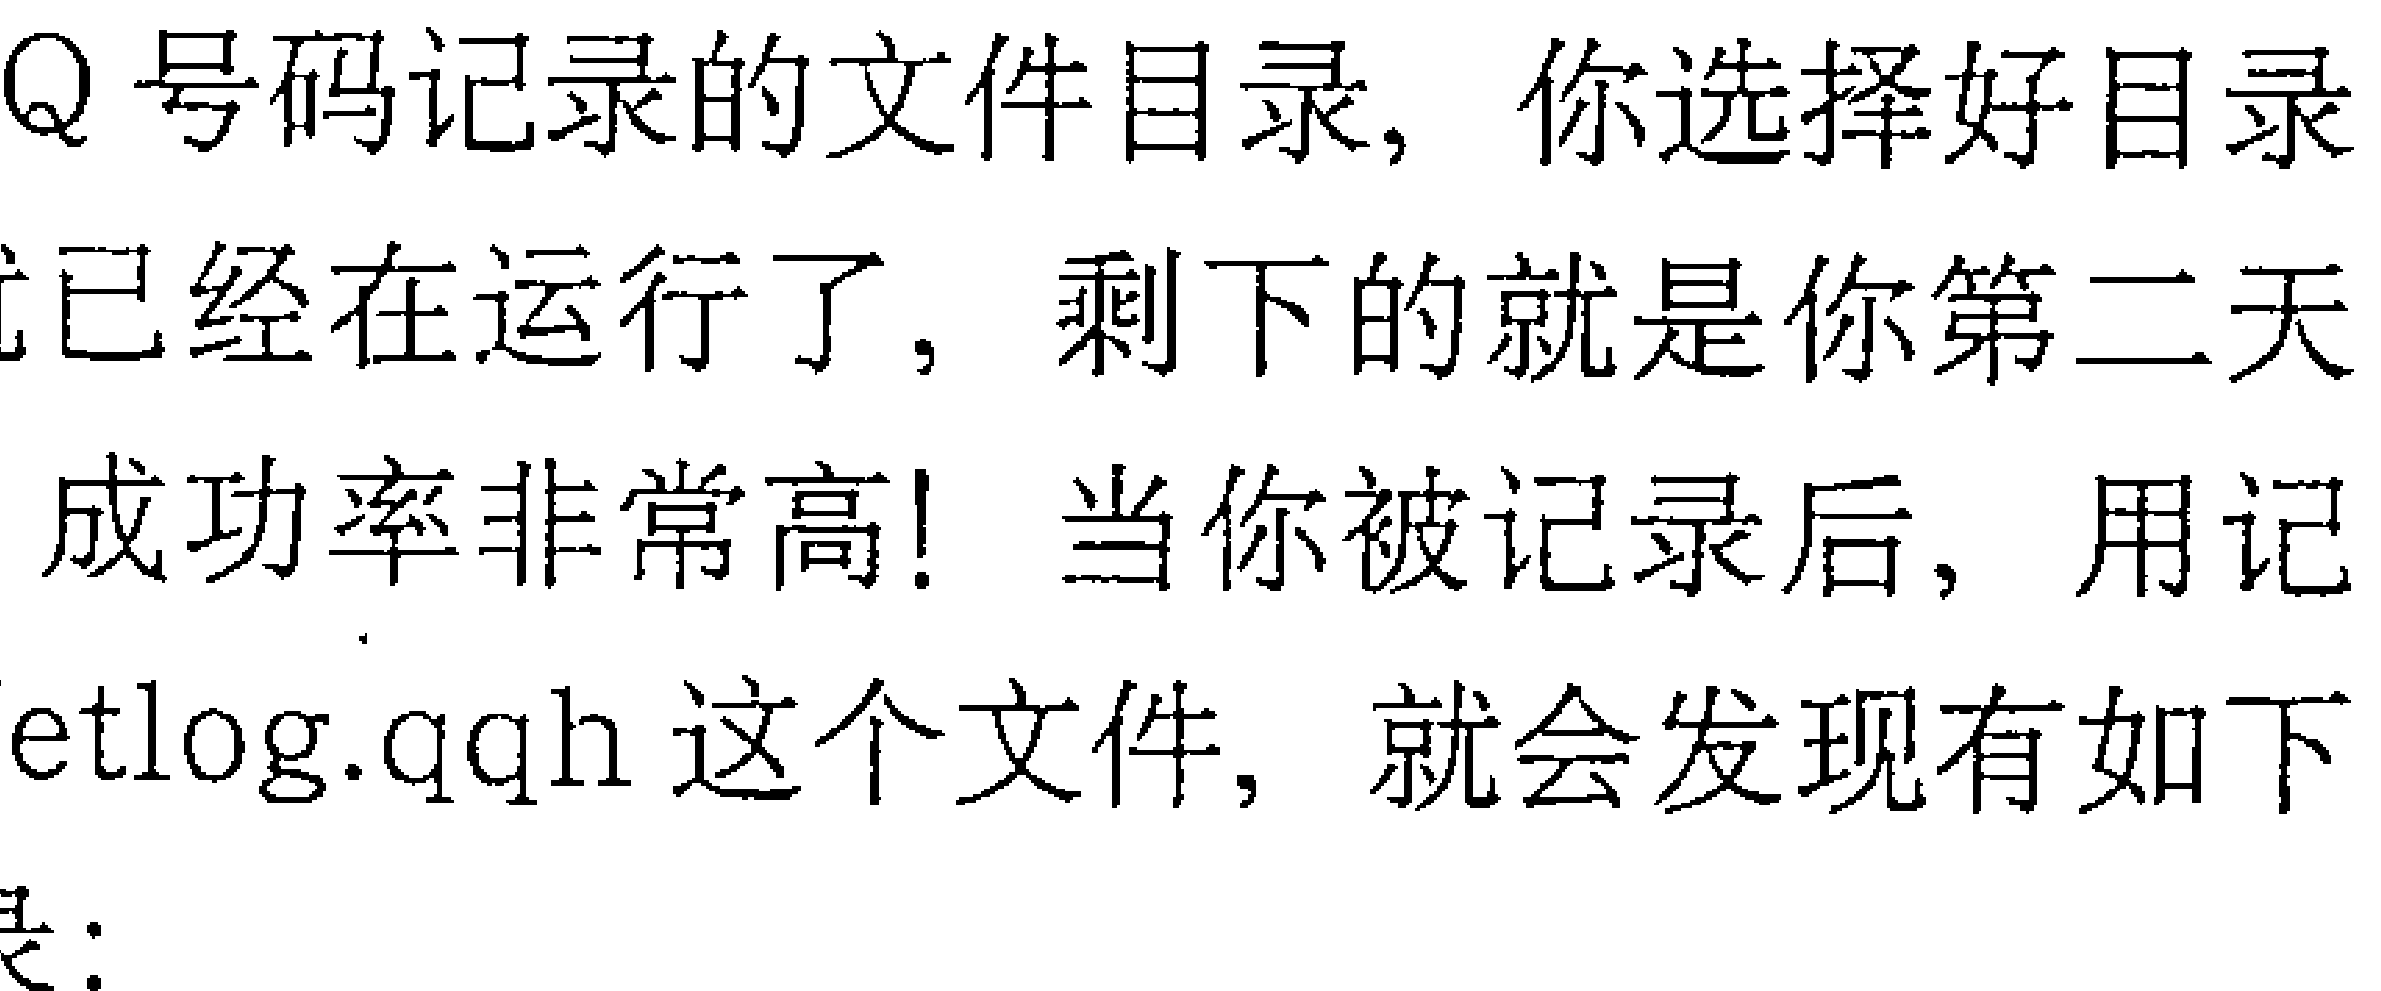 Q 号码记录的文件目录，你选择好目录
就已经在运行了，剩下的就是你第二天
成功率非常高！当你被记录后，用记
etlog.qqh 这个文件，就会发现有如下
录：